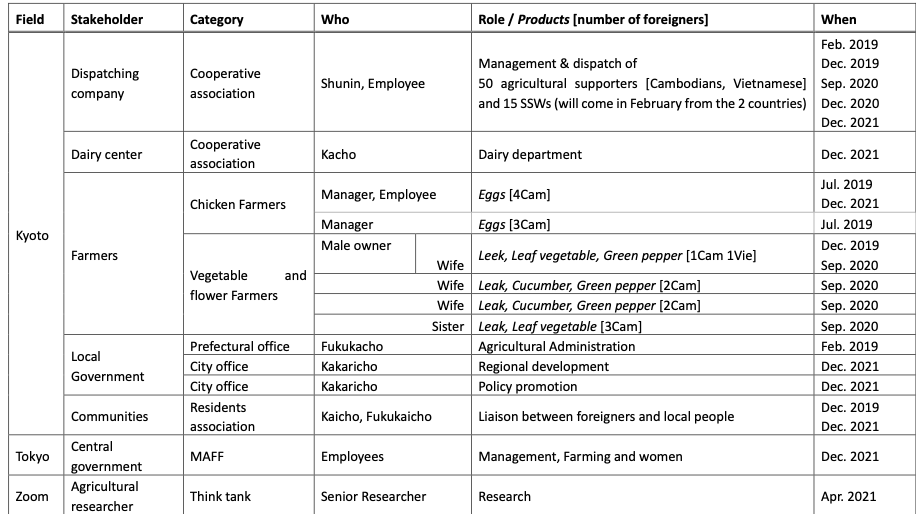 Field Stakeholder Category Who Role / Products [number of foreigners] When
Kyoto
Dispatching
company
Cooperative
association
Shunin, Employee
Management & dispatch of
50 agricultural supporters [Cambodians, Vietnamese]
and 15 SSWs (will come in February from the 2 countries)
Feb. 2019
Dec. 2019
Sep. 2020
Dec. 2020
Dec. 2021
Dairy center
Cooperative
association
Kacho
Dairy department
Dec. 2021
Farmers
Chicken Farmers
Manager, Employee
Eggs [4Cam]
Jul. 2019
Dec. 2021
Manager
Eggs [3Cam]
Jul. 2019
Vegetable and
flower Farmers
Male owner
Wife
Leek, Leaf vegetable, Green pepper [1Cam 1Vie]
Dec. 2019
Sep. 2020
Wife
Leak, Cucumber, Green pepper [2Cam]
Sep. 2020
Wife
Leak, Cucumber, Green pepper [2Cam]
Sep. 2020
Sister
Leak, Leaf vegetable [3Cam]
Sep. 2020
Local
Government
Prefectural office
Fukukacho
Agricultural Administration
Feb. 2019
City office
Kakaricho
Regional development
Dec. 2021
City office
Kakaricho
Policy promotion
Dec. 2021
Communities
Residents
association
Kaicho, Fukukaicho
Liaison between foreigners and local people
Dec. 2019
Dec. 2021
Tokyo
Central
government
MAFF
Employees
Management, Farming and women
Dec. 2021
Zoom
Agricultural
researcher
Think tank
Senior Researcher
Research
Apr. 2021